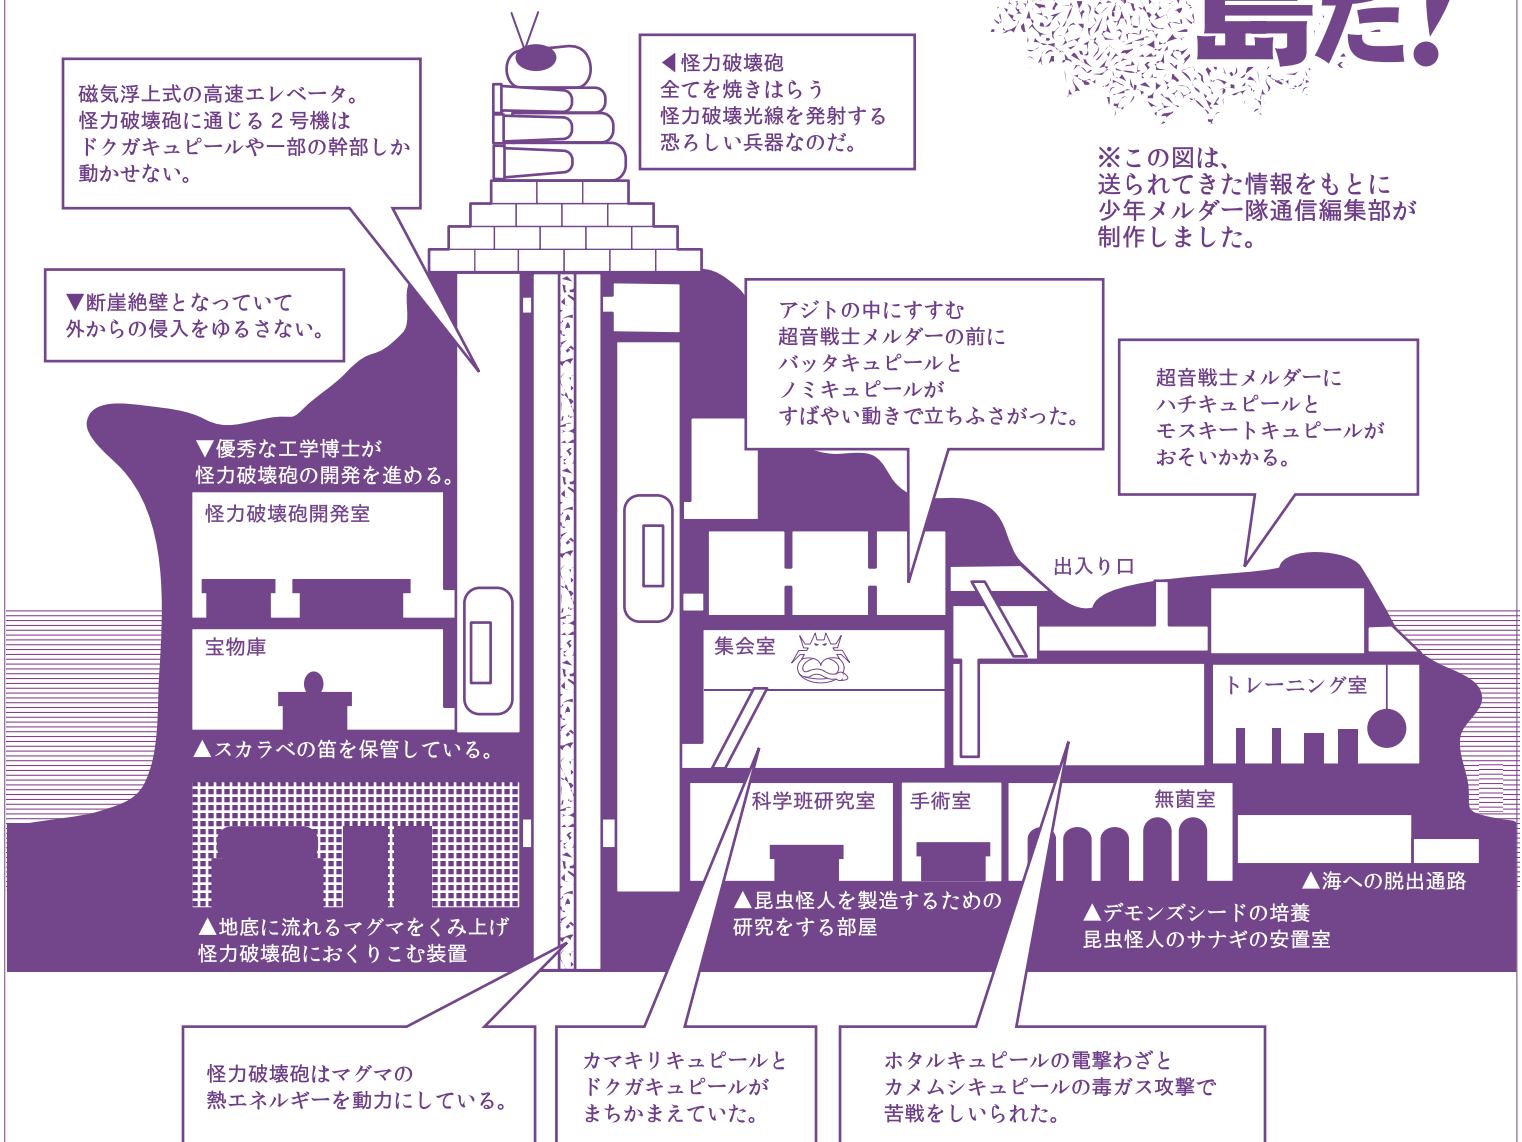 島だ!
磁気浮上式の高速エレベータ。
怪力破壊砲に通じる2号機は
ドクガキュピールや一部の幹部しか
動かせない。
◀怪力破壊砲
全てを焼きはらう
怪力破壊光線を発射する
恐ろしい兵器なのだ。
※この図は、
送られてきた情報をもとに
少年メルダー隊通信編集部が
制作しました。
▼断崖絶壁となっていて
外からの侵入をゆるさない。
アジトの中にすすむ
超音戦士メルダーの前に
バッタキュピールと
ノミキュピールが
すばやい動きで立ちふさがった。
超音戦士メルダーに
ハチキュピールと
モスキートキュピールが
おそいかかる。
▼優秀な工学博士が
怪力破壊砲の開発を進める。
怪力破壊砲開発室
出入り口
宝物庫
集会室
トレーニング室
▲スカラベの笛を保管している。
科学班研究室
手術室
無菌室
▲海への脱出通路
▲昆虫怪人を製造するための
研究をする部屋
▲デモンズシードの培養
昆虫怪人のサナギの安置室
▲地底に流れるマグマをくみ上げ
怪力破壊砲におくりこむ装置
怪力破壊砲はマグマの
熱エネルギーを動力にしている。
カマキリキュピールと
ドクガキュピールが
まちかまえていた。
ホタルキュピールの電撃わざと
カメムシキュピールの毒ガス攻撃で
苦戦をしいられた。